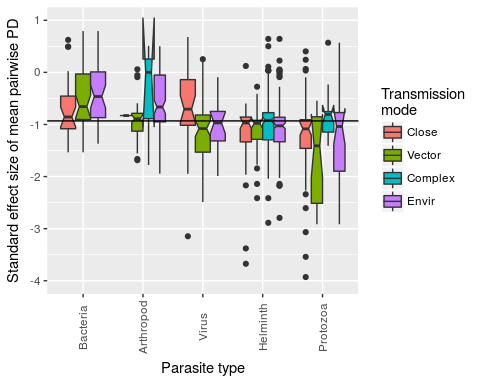 Standard effect size of mean pairwise PD
1
0
-1
-2
-3
-4
Bacteria
Arthropod
Virus
Helminth
Protozoa
Parasite type
Transmission
mode
Close
Vector
Complex
Envir